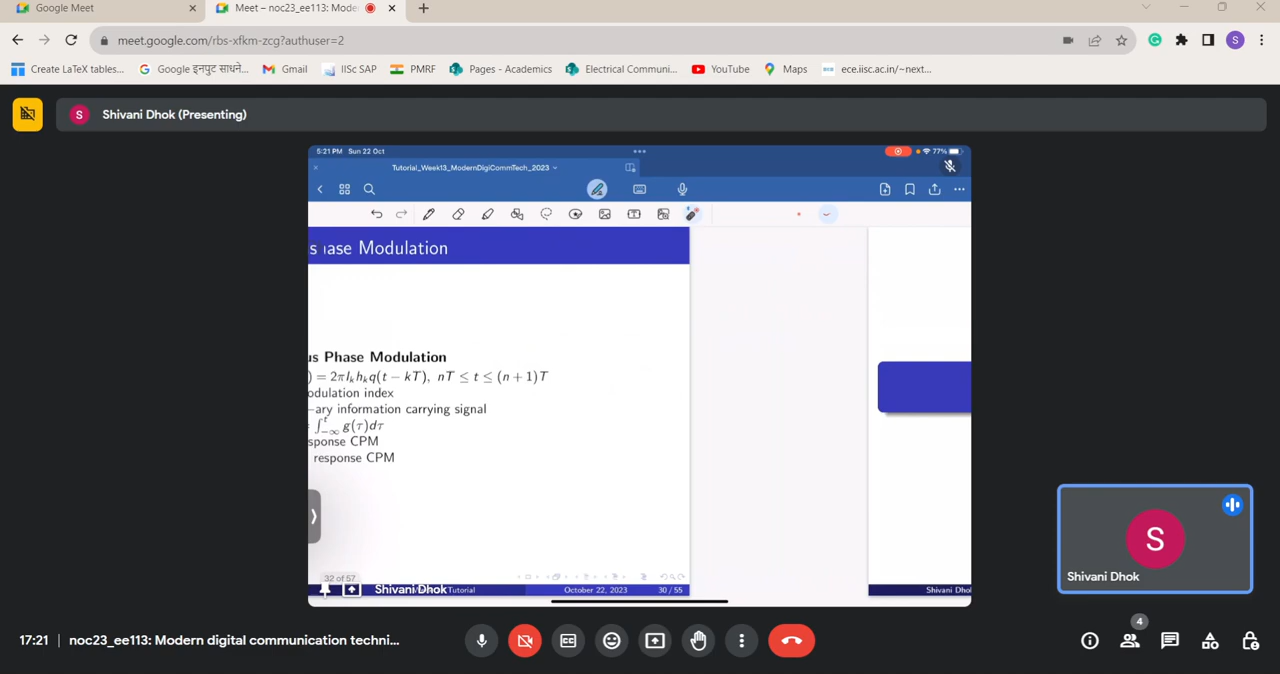 Google Meet
Meet – noc23_ee113: Mode
meet.google.com/rbs-xfkm-zcg?authuser=2
S
Create LaTeX tables...
Google इनपुट साधने...
Gmail
IISc SAP
PMRF
Pages - Academics
Electrical Communi...
YouTube
Maps
ece.iisc.ac.in/~next...
S
Shivani Dhok (Presenting)
5:21 PM Sun 22 Oct
77%
Tutorial_Week13_ModernDigiCommTech_2023
s ase Modulation
us Phase Modulation
) = 2πI_k h_k q(t − kT), nT ≤ t ≤ (n + 1)T
odulation index
–ary information carrying signal
= ∫_{−∞}^{t} g(τ)dτ
sponse CPM
response CPM
32 of 57
Shivani Dhok
Tutorial
October 22, 2023
30 / 55
Shivani Dho
S
Shivani Dhok
17:21 | noc23_ee113: Modern digital communication techni...
CC
4